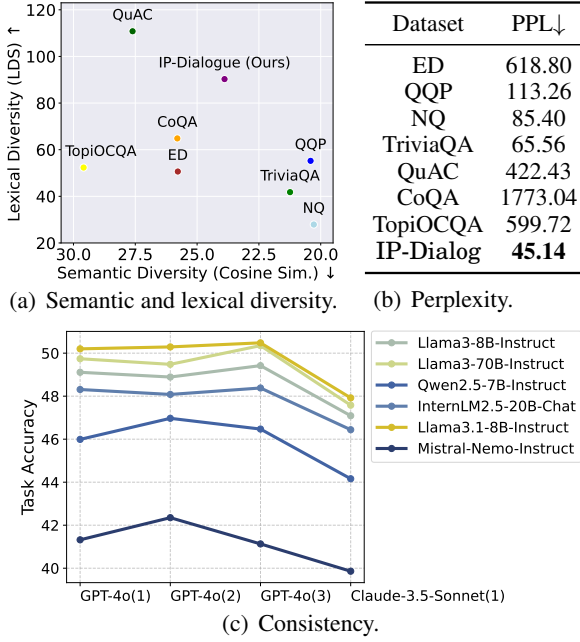 120
100
80
60
40
20
Lexical Diversity (LDS) ↑
QuAC
IP-Dialogue (Ours)
CoQA
TopiOCQA
ED
QQP
TriviaQA
NQ
30.0 27.5 25.0 22.5 20.0
Semantic Diversity (Cosine Sim.) ↓
(a) Semantic and lexical diversity.
Dataset PPL↓
ED 618.80
QQP 113.26
NQ 85.40
TriviaQA 65.56
QuAC 422.43
CoQA 1773.04
TopiOCQA 599.72
IP-Dialog 45.14
(b) Perplexity.
50
48
46
44
42
40
Task Accuracy
GPT-4o(1) GPT-4o(2) GPT-4o(3) Claude-3.5-Sonnet(1)
Llama3-8B-Instruct
Llama3-70B-Instruct
Qwen2.5-7B-Instruct
InternLM2.5-20B-Chat
Llama3.1-8B-Instruct
Mistral-Nemo-Instruct
(c) Consistency.